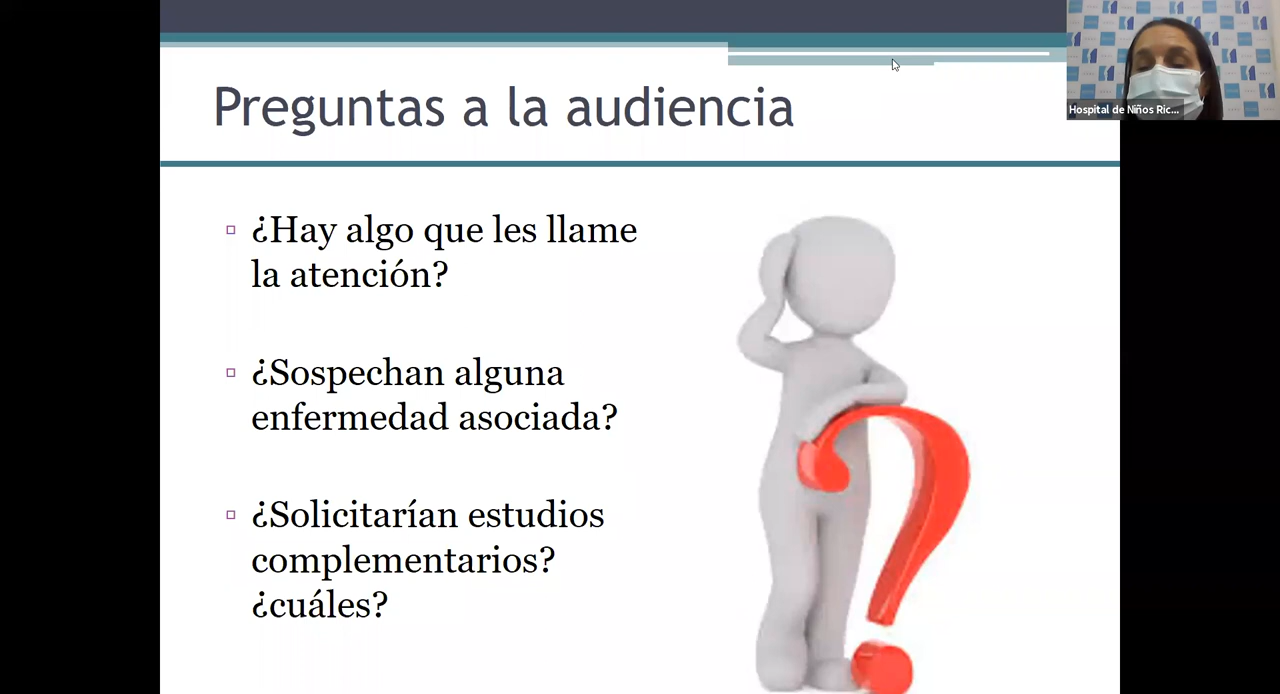 Preguntas a la audiencia
Hospital de Niños Ric...
¿Hay algo que les llame
la atención?
¿Sospechan alguna
enfermedad asociada?
¿Solicitarían estudios
complementarios?
¿cuáles?